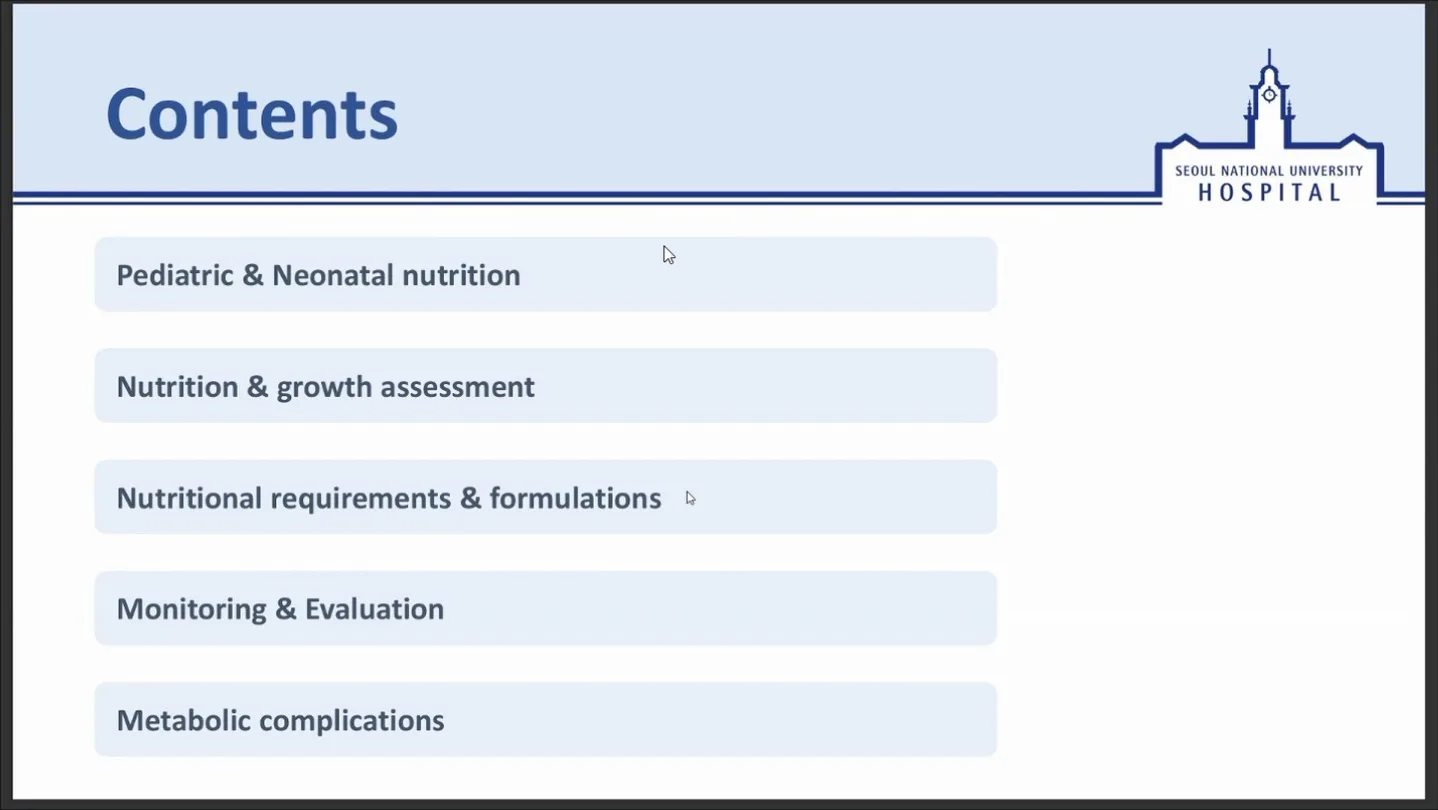 Contents
SEOUL NATIONAL UNIVERSITY
HOSPITAL
Pediatric & Neonatal nutrition
Nutrition & growth assessment
Nutritional requirements & formulations
Monitoring & Evaluation
Metabolic complications